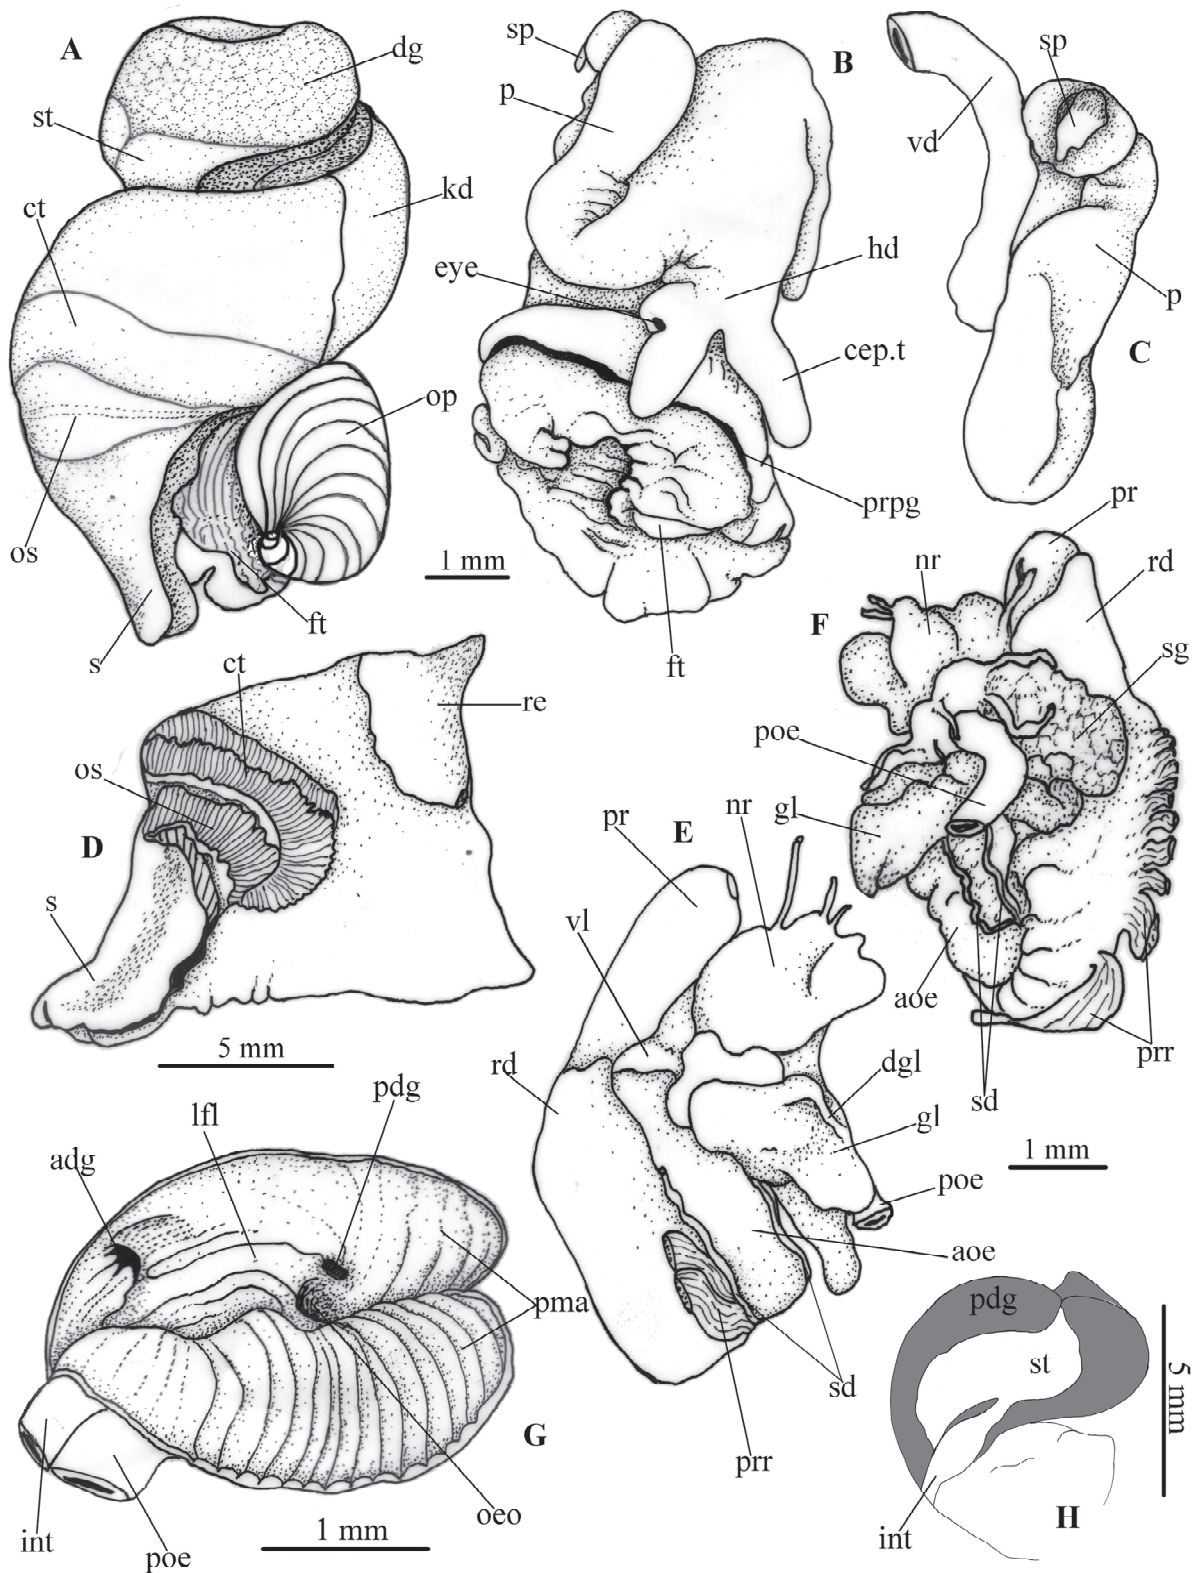 A
dg
st
kd
ct
op
os
ft
s
B
sp
p
eye
hd
cep.t
prpg
ft
1 mm
C
sp
vd
p
D
ct
re
os
s
5 mm
E
pr
nr
vl
rd
dgl
gl
poe
aoe
sd
prr
F
pr
nr
rd
sg
poe
gl
aoe
prr
sd
1 mm
G
pdg
lfl
adg
pma
oeo
int
poe
1 mm
H
pdg
st
int
5 mm